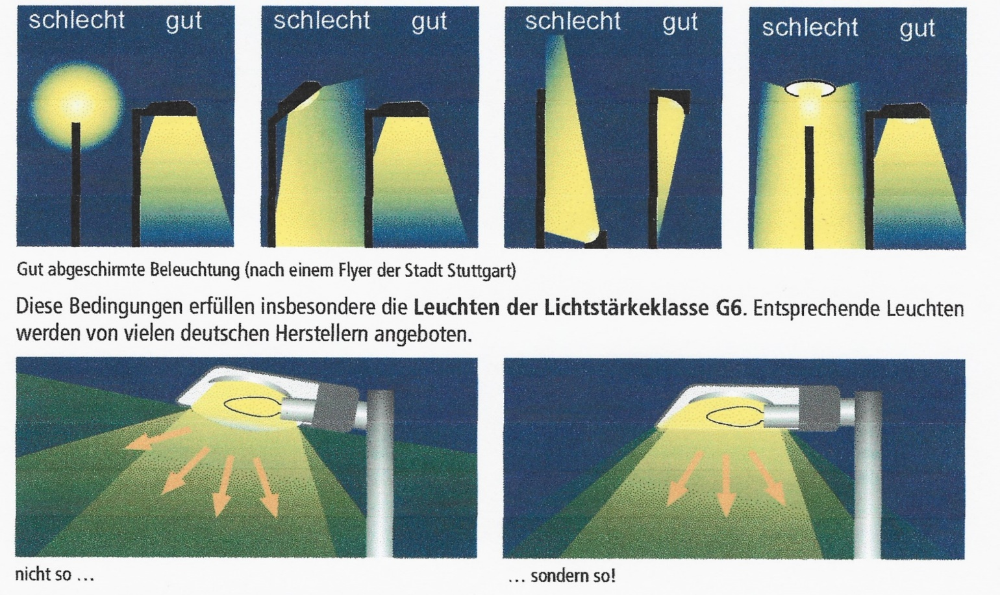 schlecht gut
schlecht gut
schlecht gut
schlecht gut
Gut abgeschirmte Beleuchtung (nach einem Flyer der Stadt Stuttgart)
Diese Bedingungen erfüllen insbesondere die Leuchten der Lichtstärkeklasse G6. Entsprechende Leuchten
werden von vielen deutschen Herstellern angeboten.
nicht so ...
... sondern so!